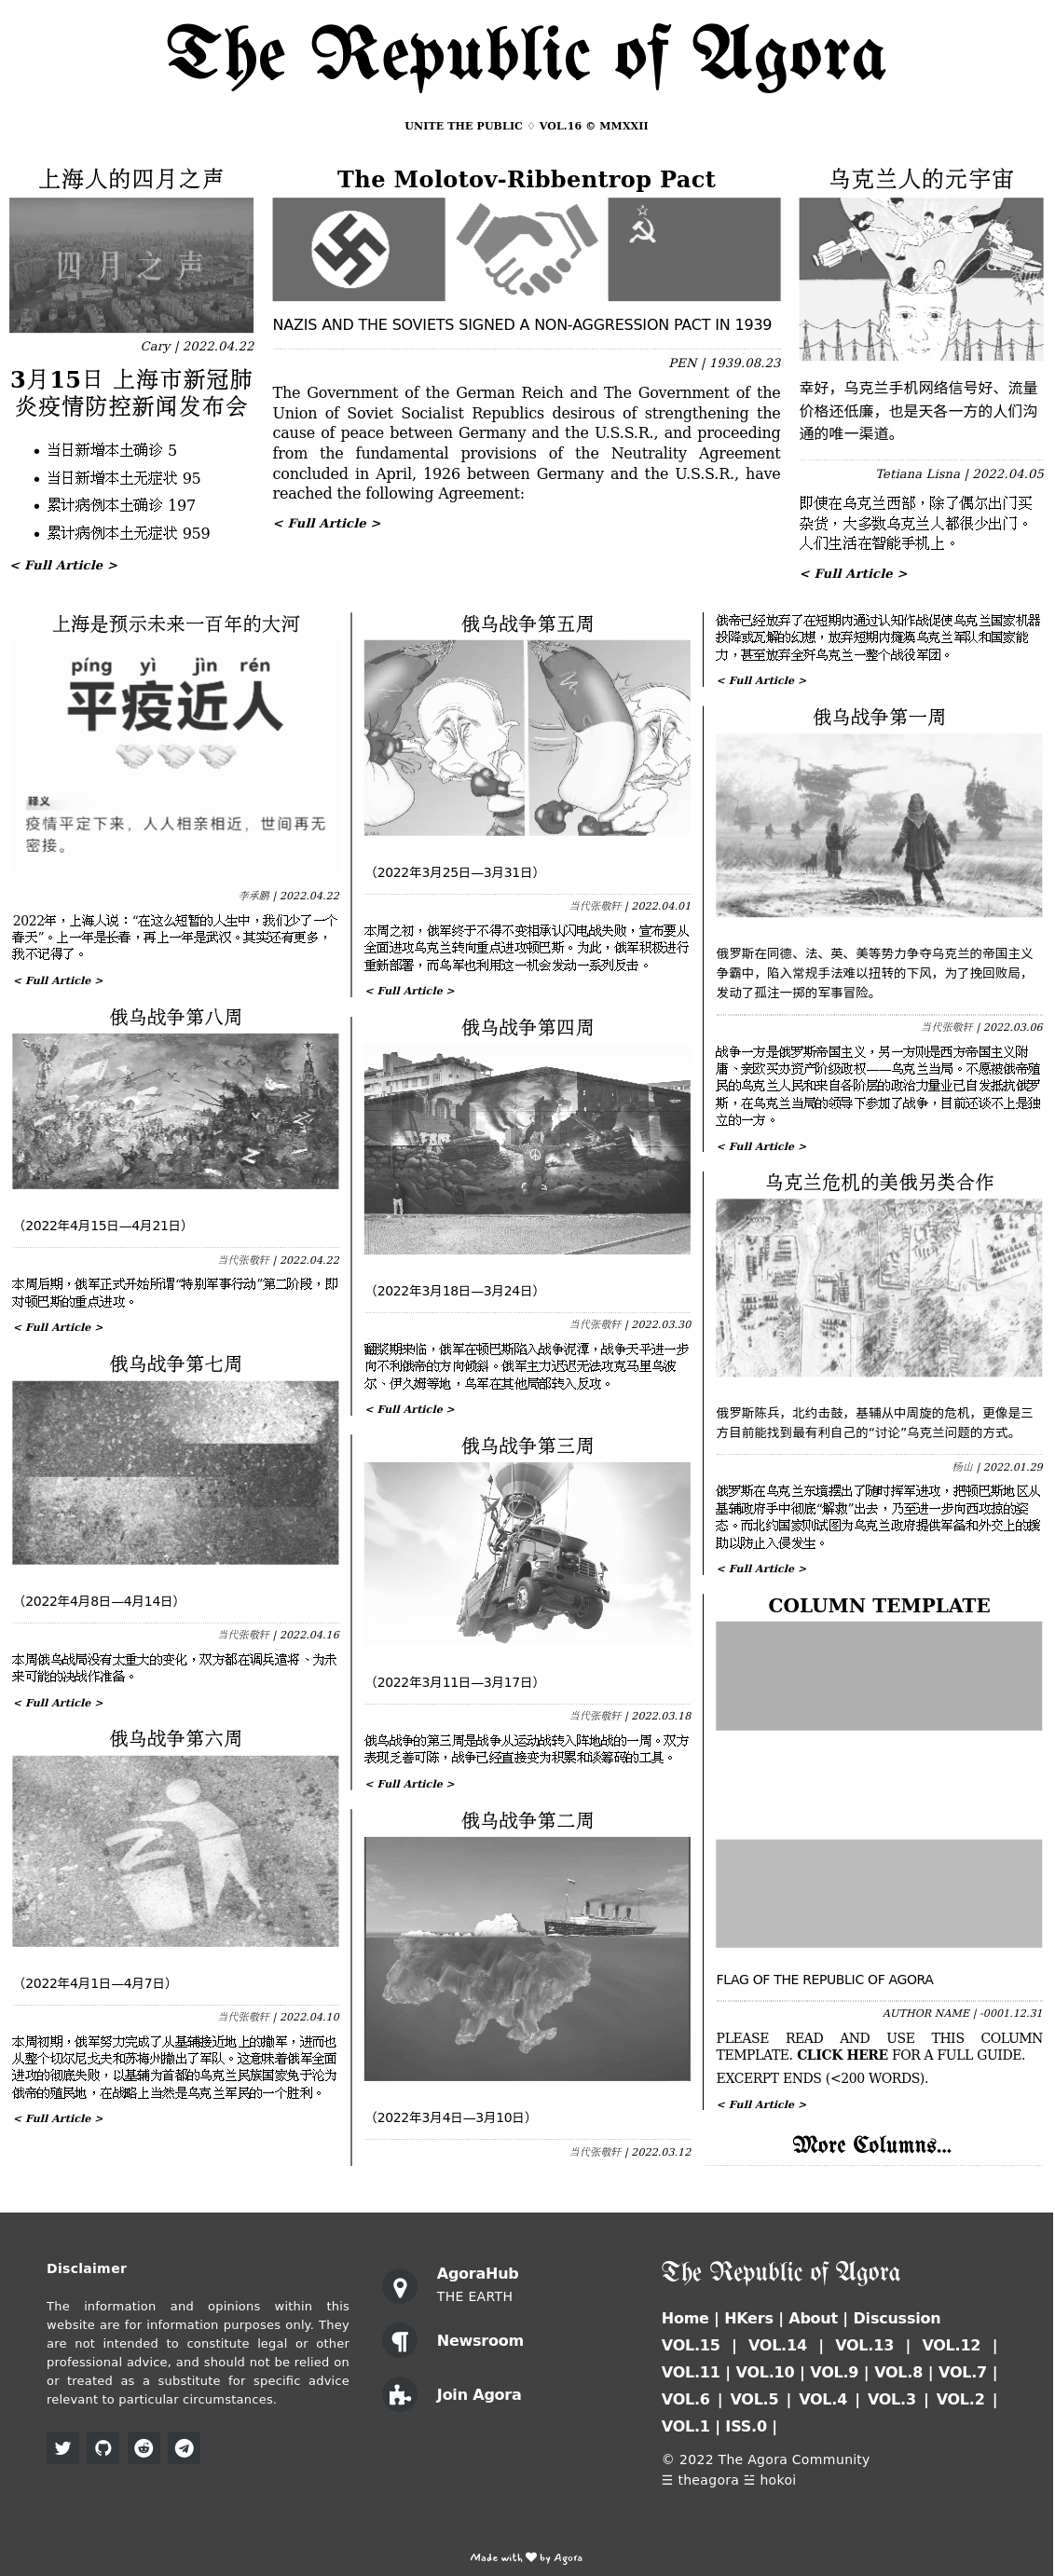 The Republic of Agora
UNITE THE PUBLIC ♢ VOL.16 © MMXXII
上海人的四月之声
四月之声
Cary | 2022.04.22
3月15日 上海市新冠肺
炎疫情防控新闻发布会
• 当日新增本土确诊 5
• 当日新增本土无症状 95
• 累计病例本土确诊 197
• 累计病例本土无症状 959
< Full Article >
The Molotov-Ribbentrop Pact
NAZIS AND THE SOVIETS SIGNED A NON-AGGRESSION PACT IN 1939
PEN | 1939.08.23
The Government of the German Reich and The Government of the
Union of Soviet Socialist Republics desirous of strengthening the
cause of peace between Germany and the U.S.S.R., and proceeding
from the fundamental provisions of the Neutrality Agreement
concluded in April, 1926 between Germany and the U.S.S.R., have
reached the following Agreement:
< Full Article >
乌克兰人的元宇宙
幸好，乌克兰手机网络信号好、流量
价格还低廉，也是天各一方的人们沟
通的唯一渠道。
Tetiana Lisna | 2022.04.05
即使在乌克兰西部，除了偶尔出门买
杂货，大多数乌克兰人都很少出门。
人们生活在智能手机上。
< Full Article >
上海是预示未来一百年的大河
píng yì jìn rén
平疫近人
释义
疫情平定下来，人人相亲相近，世间再无
密接。
李承鹏 | 2022.04.22
2022年，上海人说：“在这么短暂的人生中，我们少了一个
春天”。上一年是长春，再上一年是武汉。其实还有更多，
我不记得了。
< Full Article >
俄乌战争第八周
（2022年4月15日—4月21日）
当代张敬轩 | 2022.04.22
本周后期，俄军正式开始所谓“特别军事行动”第二阶段，即
对顿巴斯的重点进攻。
< Full Article >
俄乌战争第七周
（2022年4月8日—4月14日）
当代张敬轩 | 2022.04.16
本周俄乌战局没有太重大的变化，双方都在调兵遣将、为未
来可能的决战作准备。
< Full Article >
俄乌战争第六周
（2022年4月1日—4月7日）
当代张敬轩 | 2022.04.10
本周初期，俄军努力完成了从基辅接近地上的撤军，进而也
从整个切尔尼戈夫和苏梅州撤出了军队。这意味着俄军全面
进攻的彻底失败，以基辅为首都的乌克兰民族国家免于沦为
俄帝的殖民地，在战略上当然是乌克兰军民的一个胜利。
< Full Article >
俄乌战争第五周
（2022年3月25日—3月31日）
当代张敬轩 | 2022.04.01
本周之初，俄军终于不得不变相承认闪电战失败，宣布要从
全面进攻乌克兰转向重点进攻顿巴斯。为此，俄军积极进行
重新部署，而乌军也利用这一机会发动一系列反击。
< Full Article >
俄乌战争第四周
（2022年3月18日—3月24日）
当代张敬轩 | 2022.03.30
翻浆期来临，俄军在顿巴斯陷入战争泥潭，战争天平进一步
向不利俄帝的方向倾斜。俄军主力迟迟无法攻克马里乌波
尔、伊久姆等地，乌军在其他局部转入反攻。
< Full Article >
俄乌战争第三周
（2022年3月11日—3月17日）
当代张敬轩 | 2022.03.18
俄乌战争的第三周是战争从运动战转入阵地战的一周。双方
表现乏善可陈，战争已经直接变为积累和谈筹码的工具。
< Full Article >
俄乌战争第二周
（2022年3月4日—3月10日）
当代张敬轩 | 2022.03.12
俄帝已经放弃了在短期内通过认知作战促使乌克兰国家机器
投降或瓦解的幻想，放弃短期内瘫痪乌克兰军队和国家能
力，甚至放弃全歼乌克兰一整个战役军团。
< Full Article >
俄乌战争第一周
俄罗斯在同德、法、英、美等势力争夺乌克兰的帝国主义
争霸中，陷入常规手法难以扭转的下风，为了挽回败局，
发动了孤注一掷的军事冒险。
当代张敬轩 | 2022.03.06
战争一方是俄罗斯帝国主义，另一方则是西方帝国主义附
庸、亲欧买办资产阶级政权——乌克兰当局。不愿被俄帝殖
民的乌克兰人民和来自各阶层的政治力量业已自发抵抗俄罗
斯，在乌克兰当局的领导下参加了战争，目前还谈不上是独
立的一方。
< Full Article >
乌克兰危机的美俄另类合作
俄罗斯陈兵，北约击鼓，基辅从中周旋的危机，更像是三
方目前能找到最有利自己的“讨论”乌克兰问题的方式。
杨山 | 2022.01.29
俄罗斯在乌克兰东境摆出了随时挥军进攻，把顿巴斯地区从
基辅政府手中彻底“解救”出去，乃至进一步向西攻掠的姿
态。而北约国家则试图为乌克兰政府提供军备和外交上的援
助以防止入侵发生。
< Full Article >
COLUMN TEMPLATE
FLAG OF THE REPUBLIC OF AGORA
AUTHOR NAME | -0001.12.31
PLEASE READ AND USE THIS COLUMN
TEMPLATE. CLICK HERE FOR A FULL GUIDE.
EXCERPT ENDS (<200 WORDS).
< Full Article >
More Columns...
Disclaimer
The information and opinions within this
website are for information purposes only. They
are not intended to constitute legal or other
professional advice, and should not be relied on
or treated as a substitute for specific advice
relevant to particular circumstances.
AgoraHub
THE EARTH
Newsroom
Join Agora
The Republic of Agora
Home | HKers | About | Discussion
VOL.15 | VOL.14 | VOL.13 | VOL.12 |
VOL.11 | VOL.10 | VOL.9 | VOL.8 | VOL.7 |
VOL.6 | VOL.5 | VOL.4 | VOL.3 | VOL.2 |
VOL.1 | ISS.0 |
© 2022 The Agora Community
☰ theagora ☱ hokoi
Made with ♥ by Agora